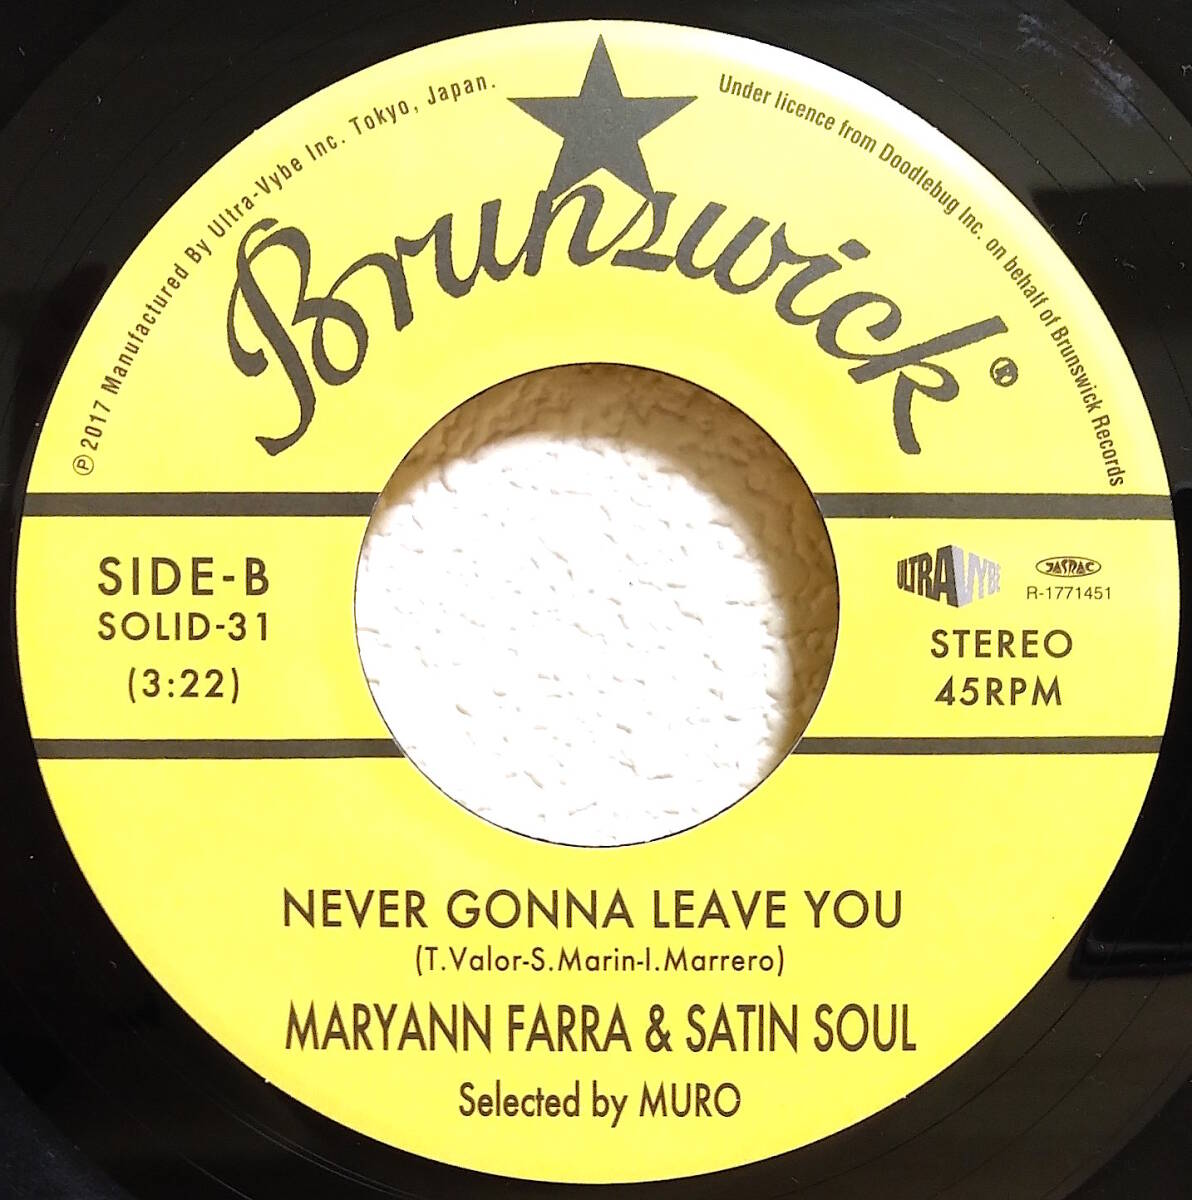 ℗ 2017 Manufactured By Ultra-Vybe Inc. Tokyo, Japan.
Under licence from Doodlebug Inc. on behalf of Brunswick Records
Brunswick®
SIDE-B
SOLID-31
(3:22)
ULTRA VYBE
JASRAC
R-1771451
STEREO
45RPM
NEVER GONNA LEAVE YOU
(T.Valor-S.Marin-I.Marrero)
MARYANN FARRA & SATIN SOUL
Selected by MURO